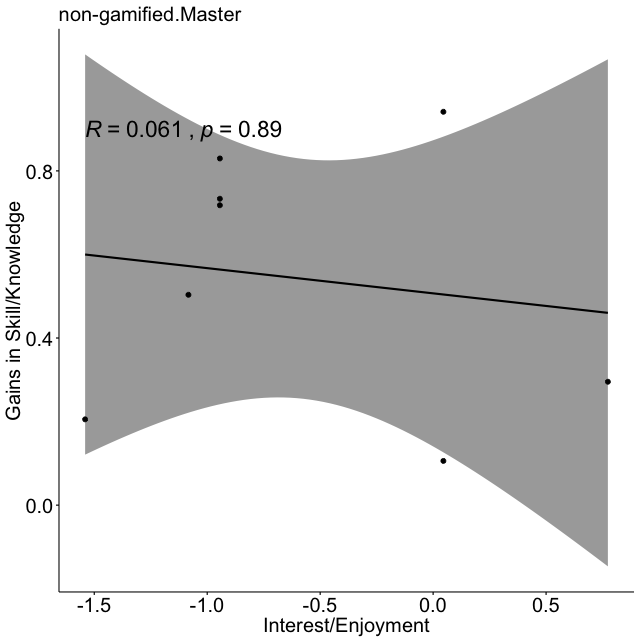 non-gamified.Master
R = 0.061 , p = 0.89
0.8
0.4
0.0
Gains in Skill/Knowledge
-1.5 -1.0 -0.5 0.0 0.5
Interest/Enjoyment